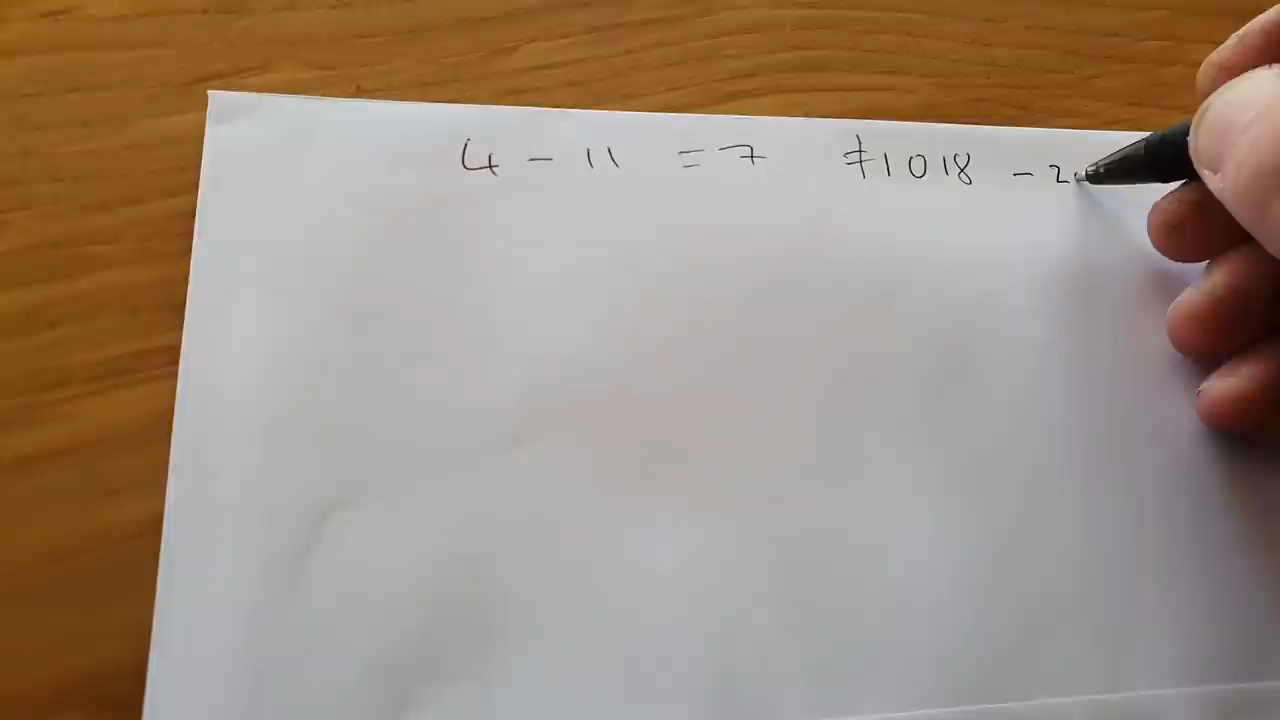 4 - 11 = 7 ≠ 1018 - 2